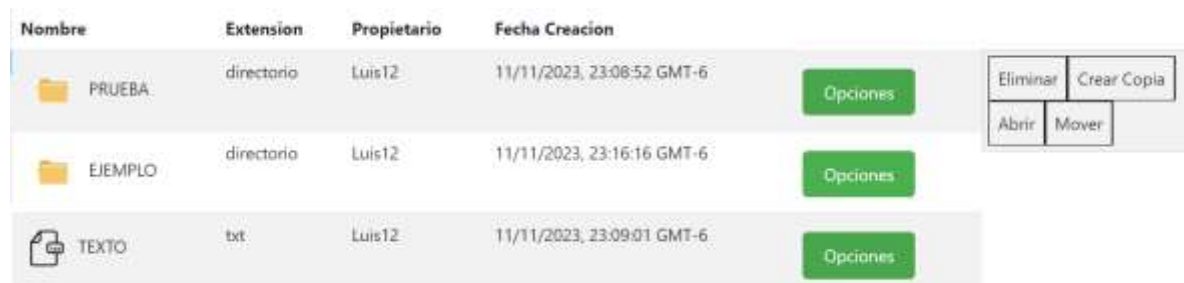 Nombre Extension Propietario Fecha Creacion
PRUEBA directorio Luis12 11/11/2023, 23:08:52 GMT-6 Opciones
Eliminar Crear Copia
Abrir Mover
EJEMPLO directorio Luis12 11/11/2023, 23:16:16 GMT-6 Opciones
TEXTO txt Luis12 11/11/2023, 23:09:01 GMT-6 Opciones